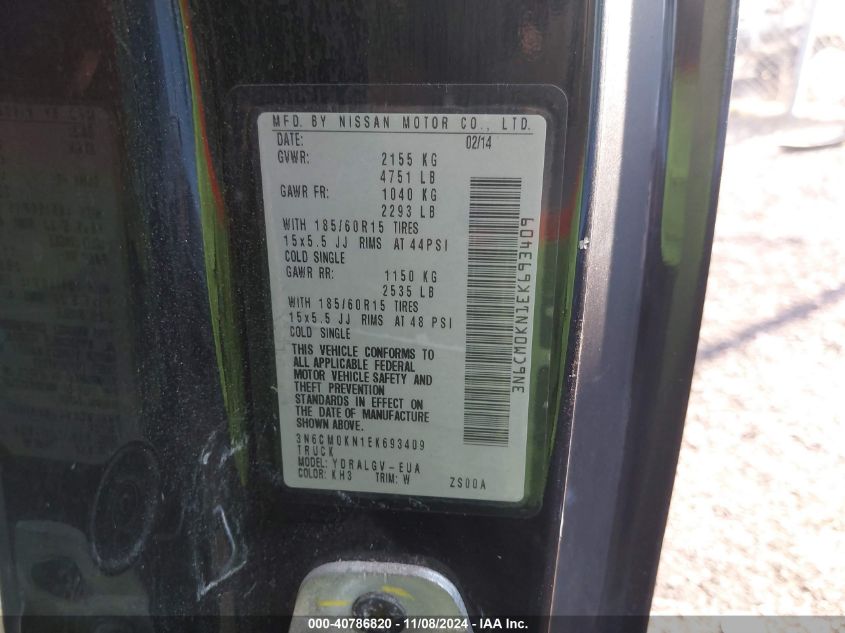 MFD. BY NISSAN MOTOR CO., LTD.
DATE: 02/14
GVWR: 2155 KG
4751 LB
GAWR FR: 1040 KG
2293 LB
WITH 185/60R15 TIRES
15x5.5 JJ RIMS AT 44PSI
COLD SINGLE
GAWR RR: 1150 KG
2535 LB
WITH 185/60R15 TIRES
15x5.5 JJ RIMS AT 48 PSI
COLD SINGLE
THIS VEHICLE CONFORMS TO
ALL APPLICABLE FEDERAL
MOTOR VEHICLE SAFETY AND
THEFT PREVENTION
STANDARDS IN EFFECT ON
THE DATE OF MANUFACTURE
SHOWN ABOVE.
3N6CM0KN1EK693409
TRUCK
MODEL: YDRALGV-EUA
COLOR: KH3 TRIM: W ZS00A
3N6CM0KN1EK693409
000-40786820 - 11/08/2024 - IAAI.com